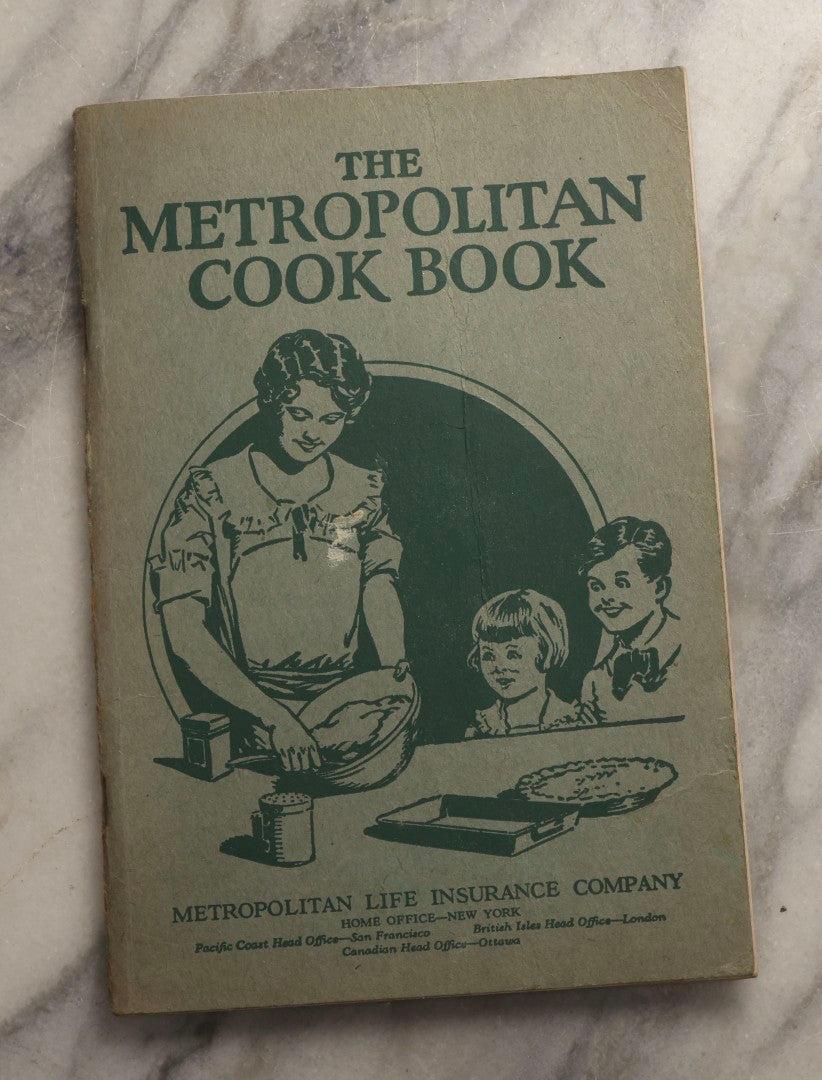 THE
METROPOLITAN
COOK BOOK
METROPOLITAN LIFE INSURANCE COMPANY
HOME OFFICE—NEW YORK
Pacific Coast Head Office—San Francisco British Isles Head Office—London
Canadian Head Office—Ottawa